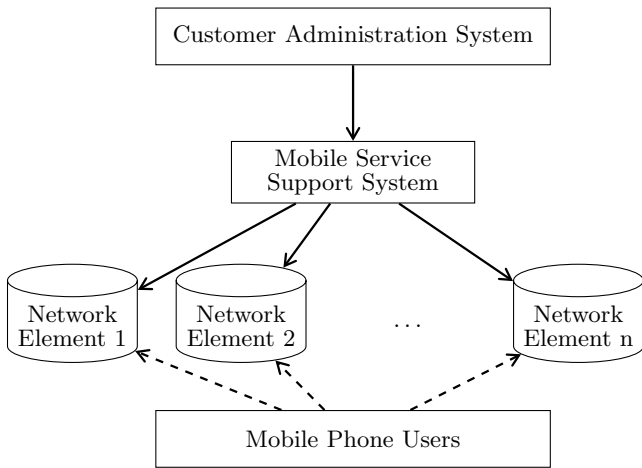 Customer Administration System
Mobile Service
Support System
Network
Element 1
Network
Element 2
...
Network
Element n
Mobile Phone Users